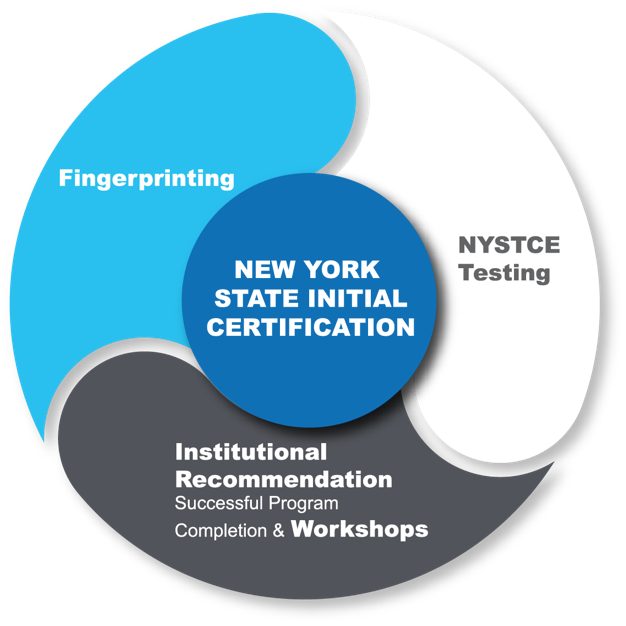 Fingerprinting
NYSTCE
Testing
NEW YORK
STATE INITIAL
CERTIFICATION
Institutional
Recommendation
Successful Program
Completion & Workshops